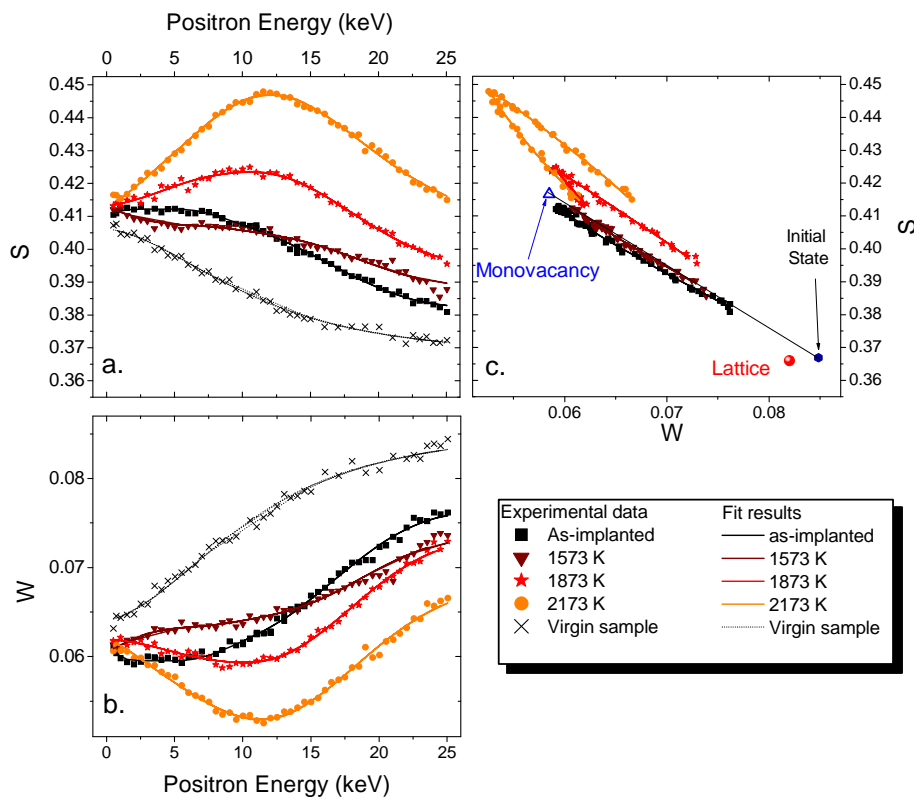 Positron Energy (keV)
0 5 10 15 20 25
0.45
0.44
0.43
0.42
0.41
0.40
0.39
0.38
0.37
0.36
S
a.
0.08
0.07
0.06
W
b.
0 5 10 15 20 25
Positron Energy (keV)
0.45
0.44
0.43
0.42
0.41
0.40
0.39
0.38
0.37
0.36
S
Monovacancy
Initial
State
Lattice
c.
0.06 0.07 0.08
W
Experimental data Fit results
As-implanted as-implanted
1573 K 1573 K
1873 K 1873 K
2173 K 2173 K
Virgin sample Virgin sample